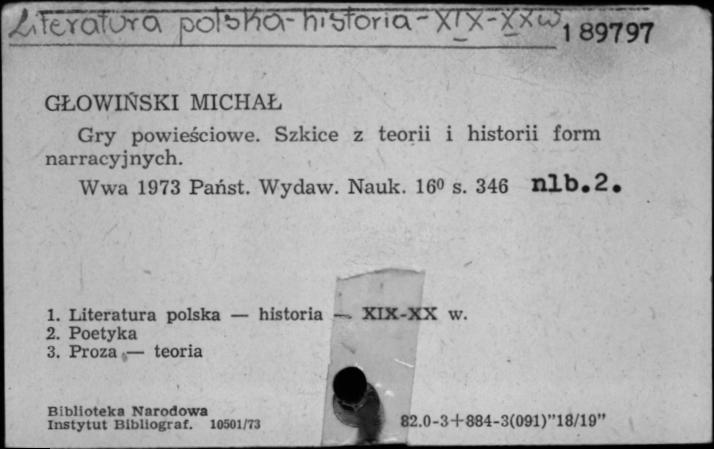 Literatura polska - historia - XIX-XXw.
189797
GŁOWIŃSKI MICHAŁ
Gry powieściowe. Szkice z teorii i historii form
narracyjnych.
Wwa 1973 Państ. Wydaw. Nauk. 16⁰ s. 346 nlb.2.
1. Literatura polska — historia — XIX-XX w.
2. Poetyka
3. Proza — teoria
Biblioteka Narodowa
Instytut Bibliograf. 10501/73
82.0-3+884-3(091)"18/19"